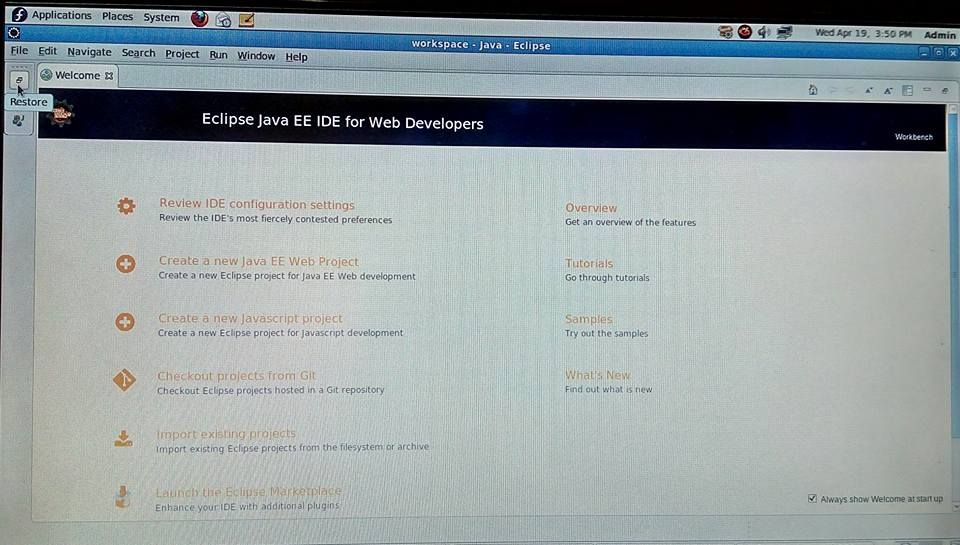 Applications Places System
Wed Apr 19, 3:50 PM Admin
workspace - Java - Eclipse
File Edit Navigate Search Project Run Window Help
Welcome
Restore
Eclipse Java EE IDE for Web Developers
Workbench
Review IDE configuration settings
Review the IDE's most fiercely contested preferences
Create a new Java EE Web Project
Create a new Eclipse project for Java EE Web development
Create a new Javascript project
Create a new Eclipse project for Javascript development
Checkout projects from Git
Checkout Eclipse projects hosted in a Git repository
Import existing projects
Import existing Eclipse projects from the filesystem or archive
Launch the Eclipse Marketplace
Enhance your IDE with additional plugins
Overview
Get an overview of the features
Tutorials
Go through tutorials
Samples
Try out the samples
What's New
Find out what is new
Always show Welcome at start up